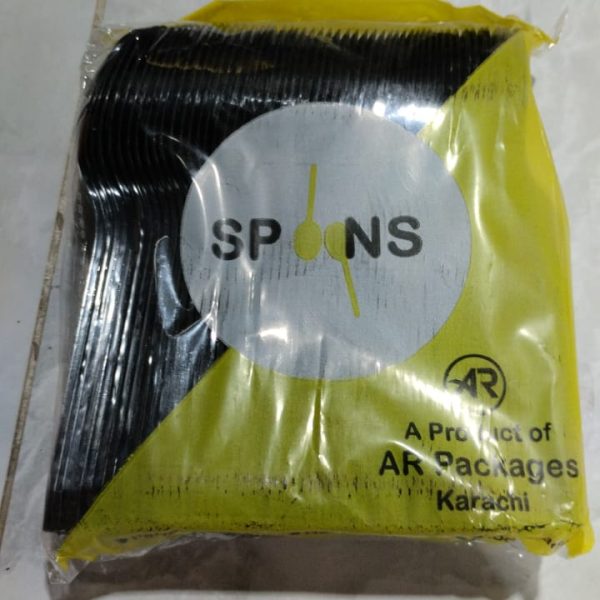 SPOONS
AR
A Product of
AR Packages
Karachi